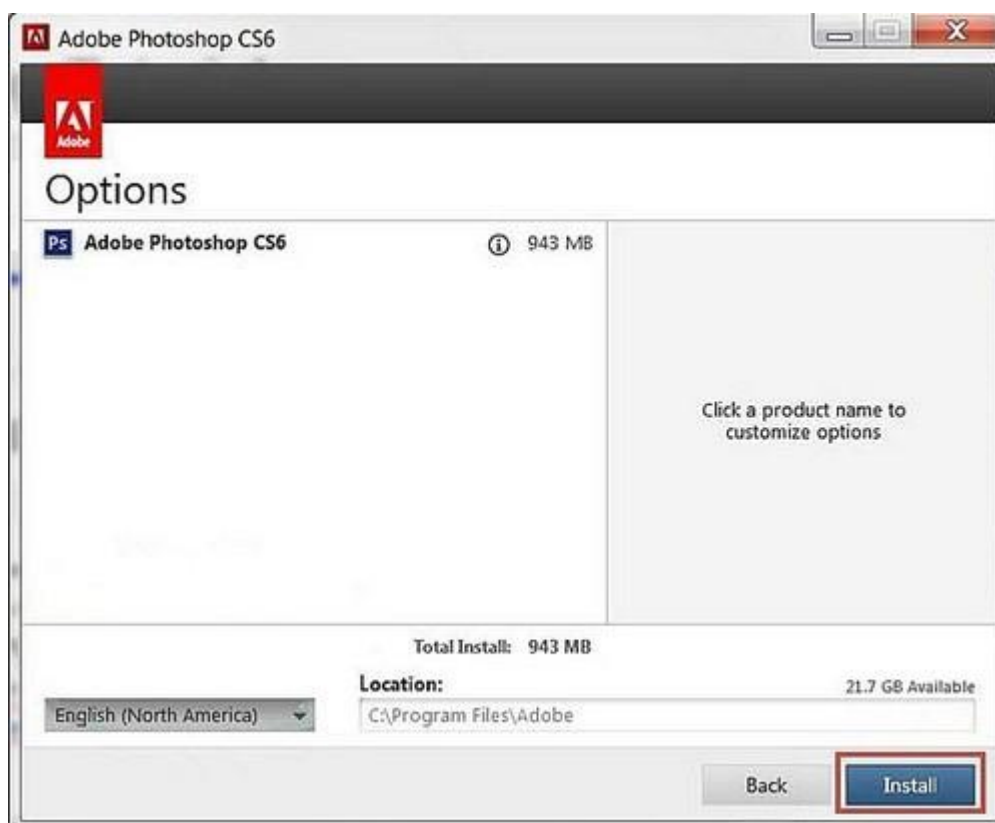 Adobe Photoshop CS6
Adobe
Options
Ps Adobe Photoshop CS6 943 MB
Click a product name to
customize options
Total Install: 943 MB
Location: 21.7 GB Available
English (North America) C:\Program Files\Adobe
Back Install